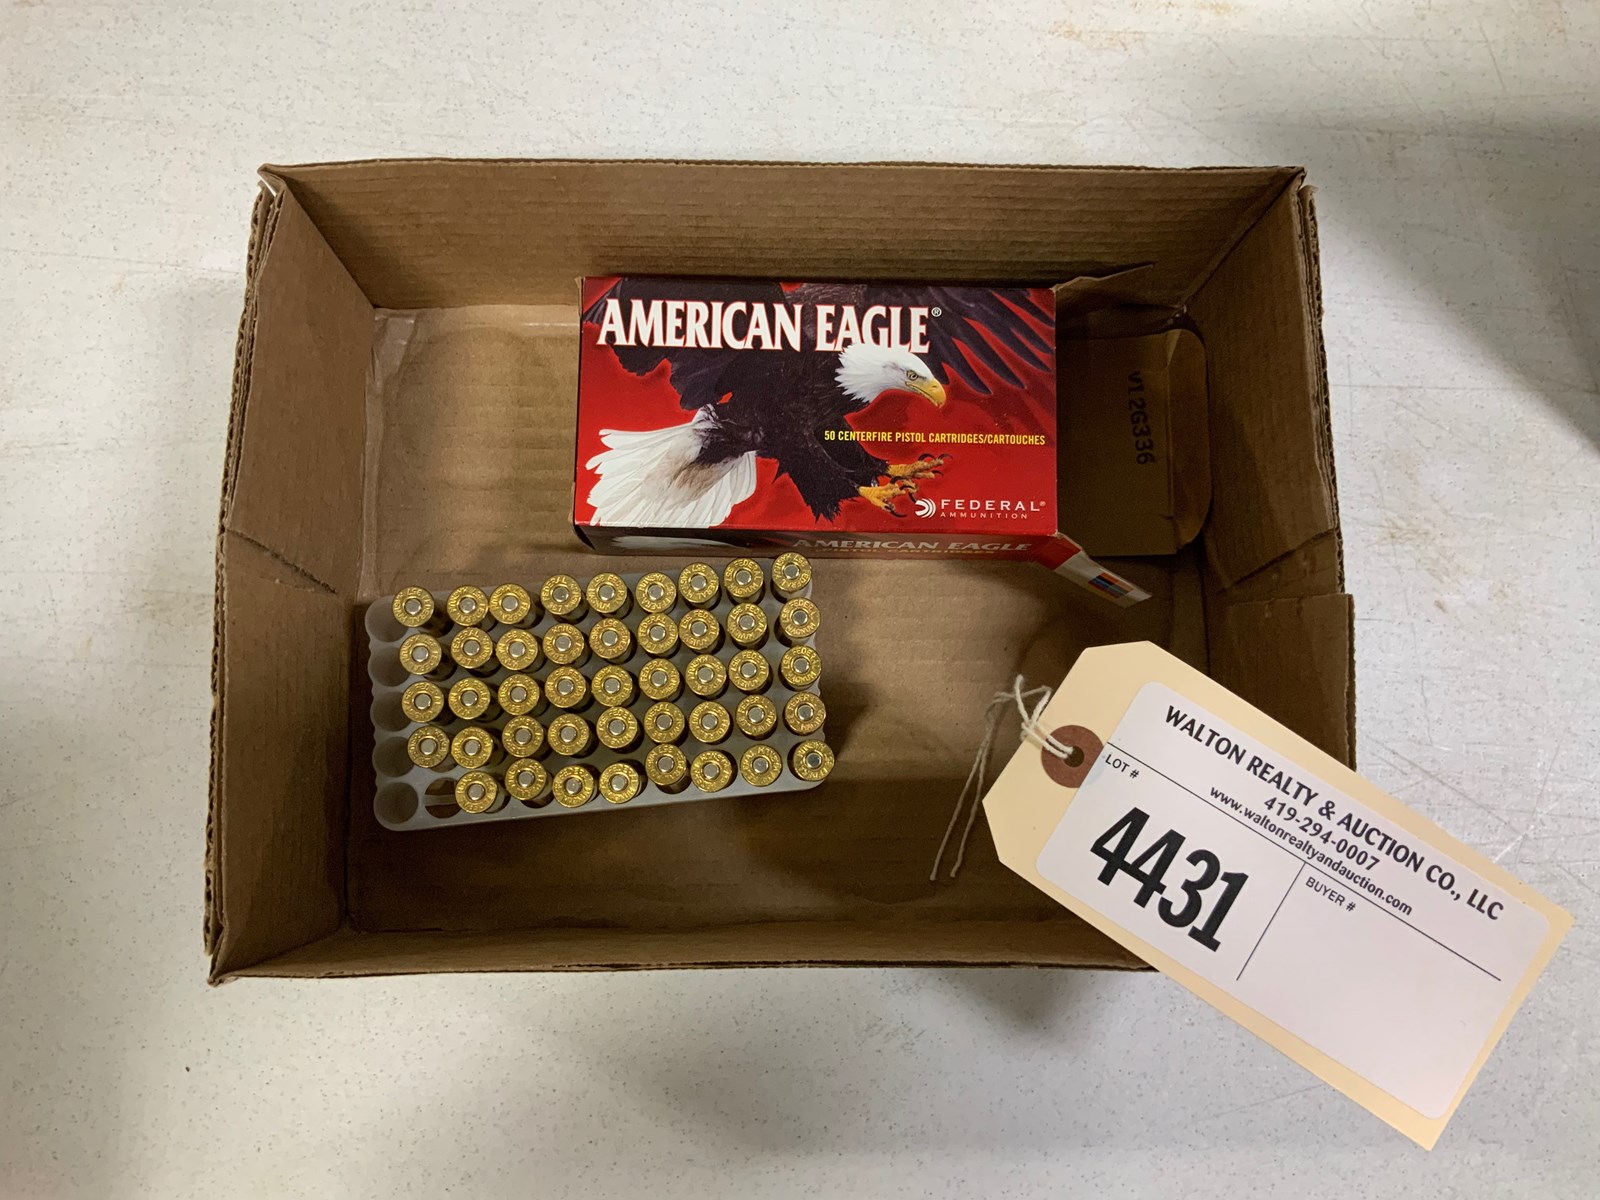 AMERICAN EAGLE®
50 CENTERFIRE PISTOL CARTRIDGES/CARTOUCHES
FEDERAL®
AMMUNITION
AMERICAN EAGLE
V12G336
WALTON REALTY & AUCTION CO., LLC
419-294-0007
www.waltonrealtyandauction.com
LOT #
4431
BUYER #